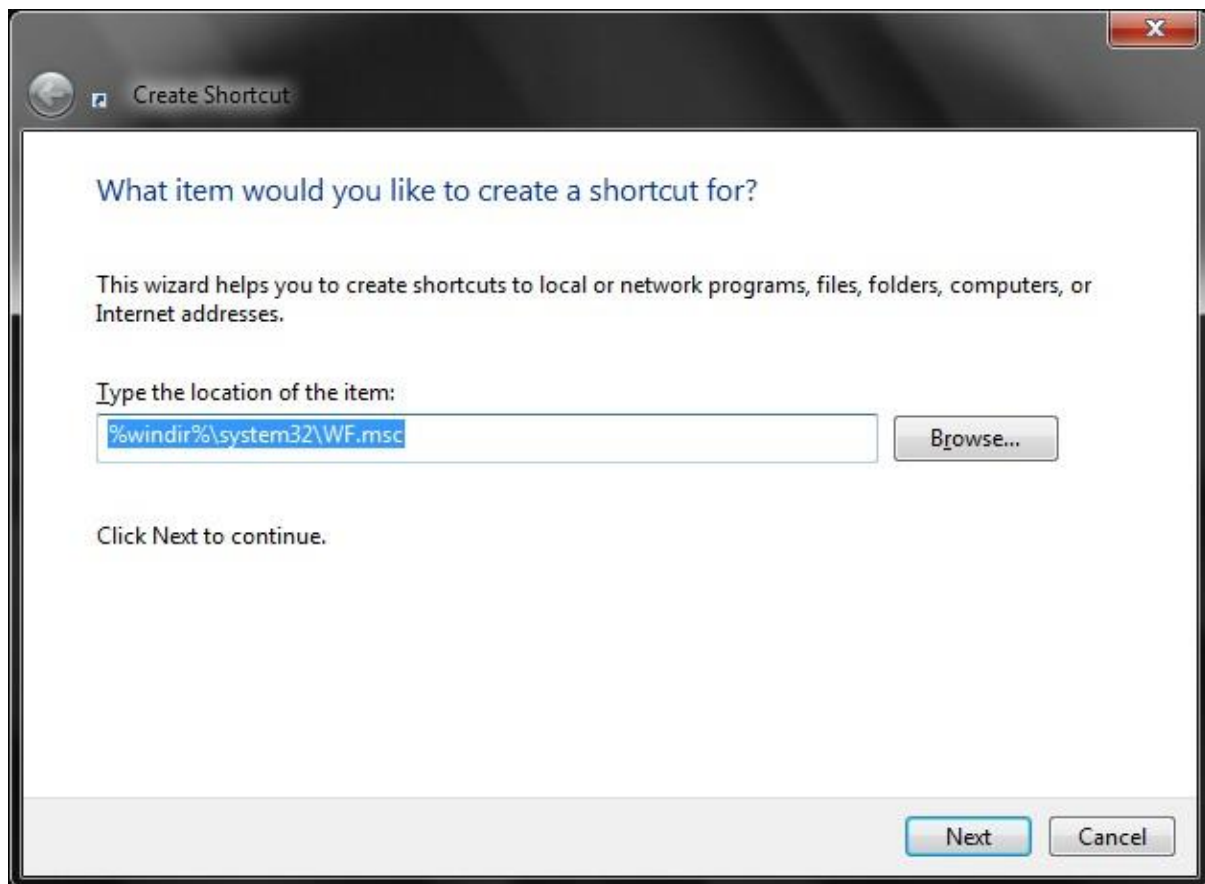 Create Shortcut
What item would you like to create a shortcut for?
This wizard helps you to create shortcuts to local or network programs, files, folders, computers, or
Internet addresses.
Type the location of the item:
%windir%\system32\WF.msc
Browse...
Click Next to continue.
Next
Cancel